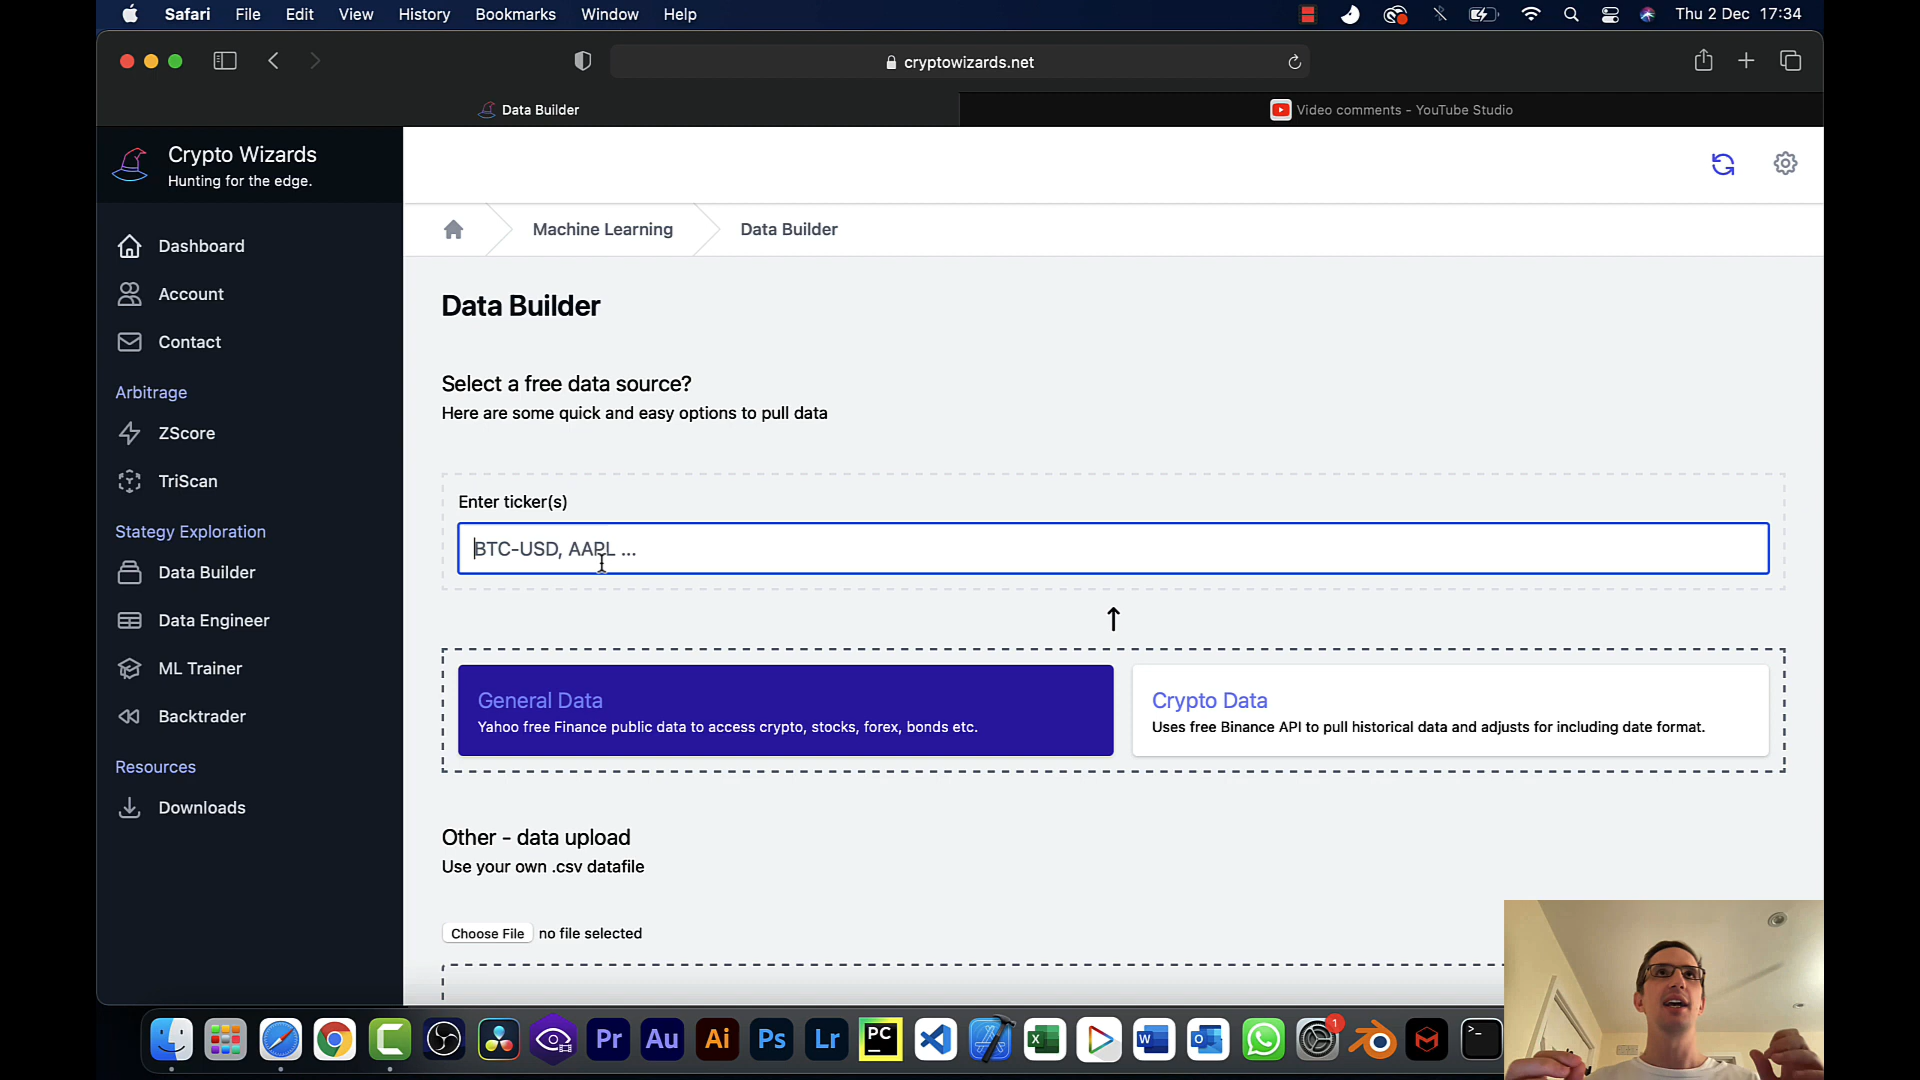 Safari File Edit View History Bookmarks Window Help Thu 2 Dec 17:34
cryptowizards.net
Data Builder
Video comments - YouTube Studio
Crypto Wizards
Hunting for the edge.
Dashboard
Account
Contact
Arbitrage
ZScore
TriScan
Stategy Exploration
Data Builder
Data Engineer
ML Trainer
Backtrader
Resources
Downloads
Machine Learning Data Builder
Data Builder
Select a free data source?
Here are some quick and easy options to pull data
Enter ticker(s)
BTC-USD, AAPL ...
General Data
Yahoo free Finance public data to access crypto, stocks, forex, bonds etc.
Crypto Data
Uses free Binance API to pull historical data and adjusts for including date format.
Other - data upload
Use your own .csv datafile
Choose File no file selected
Pr Au Ai Ps Lr PC X W O 1 >_